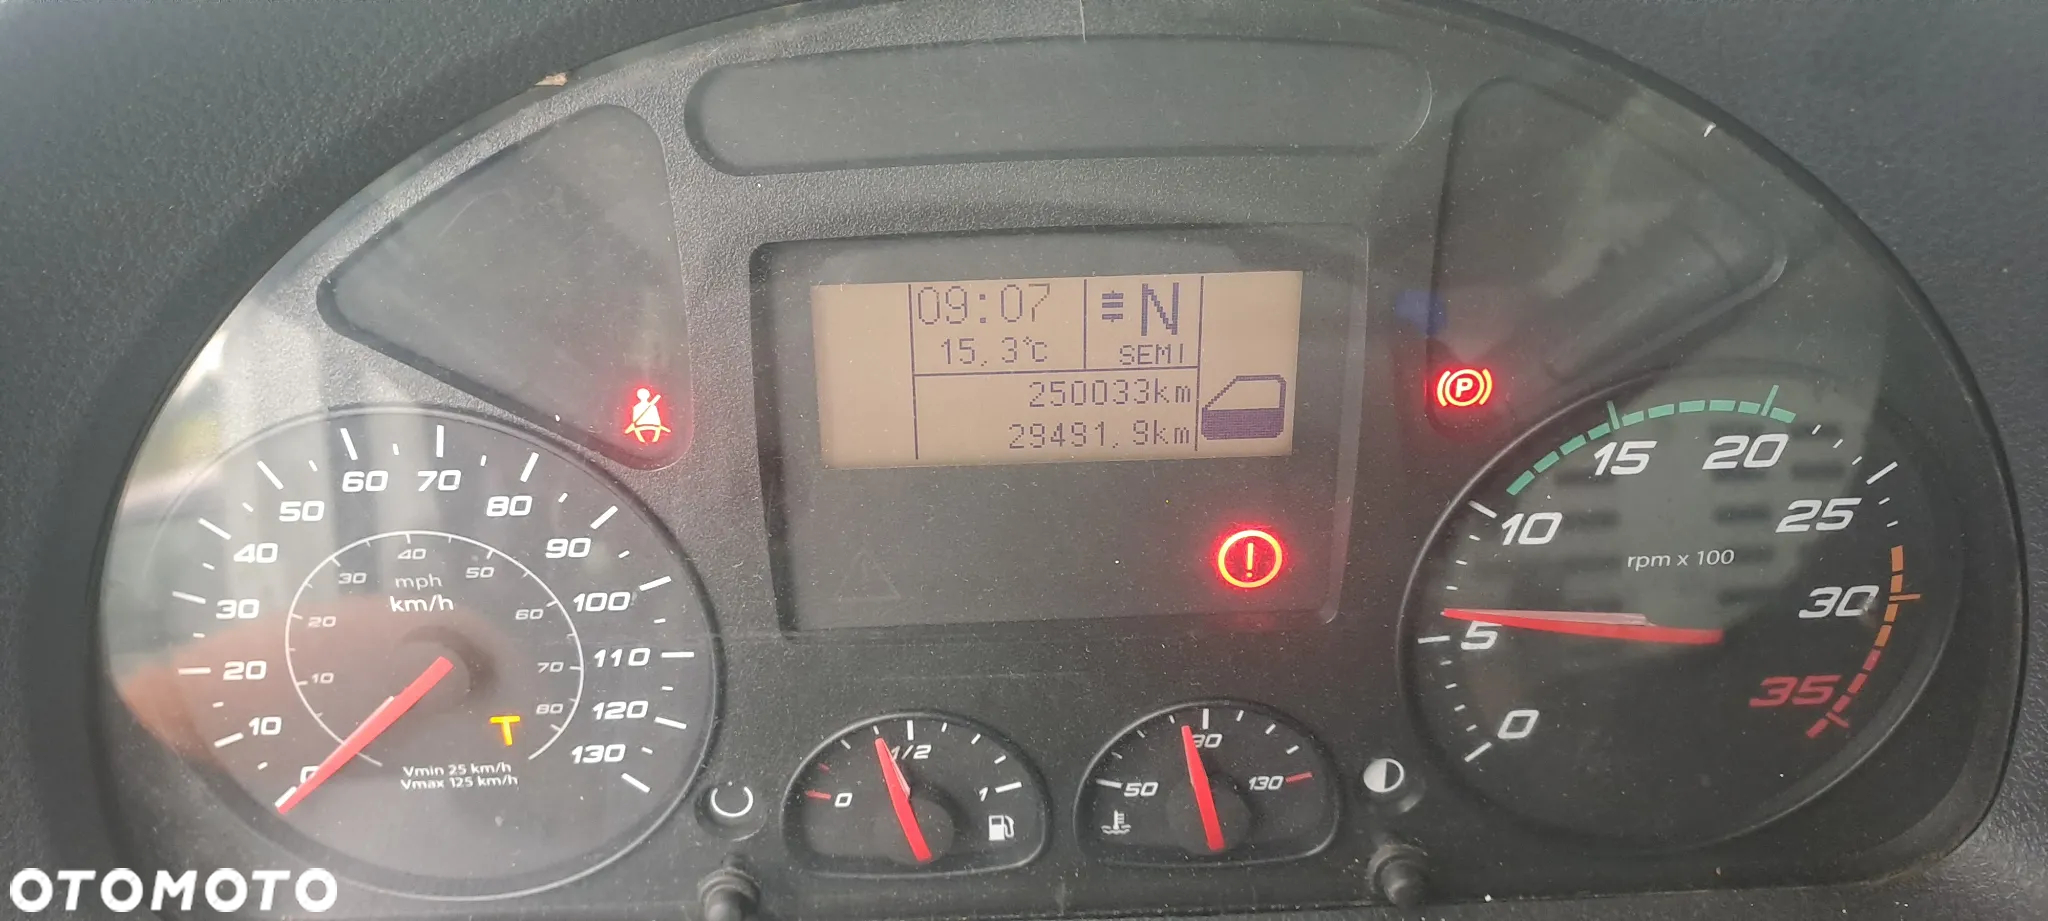 09:07
N
15,3°C
SEMI
250033km
29491,9km
P
!
0
10
20
30
40
50
60
70
80
90
100
110
120
130
mph
km/h
10
20
30
40
50
60
70
80
T
Vmin 25 km/h
Vmax 125 km/h
0
1/2
1
50
90
130
0
5
10
15
20
25
30
35
rpm x 100
OTOMOTO